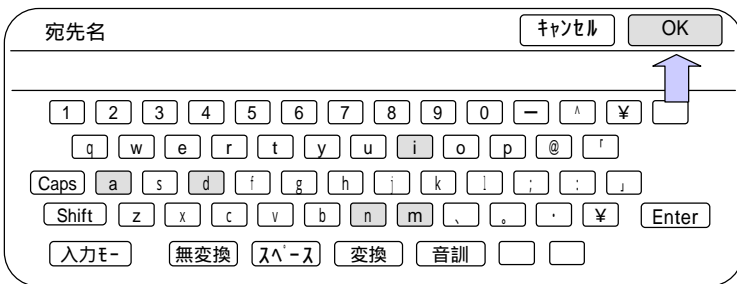 宛先名 ｷｬﾝｾﾙ OK
1 2 3 4 5 6 7 8 9 0 ー ^ ¥
q w e r t y u i o p @ 「
Caps a s d f g h j k l ; : 」
Shift z x c v b n m 、 。 ・ ¥ Enter
入力ﾓｰ 無変換 ｽﾍﾟｰｽ 変換 音訓